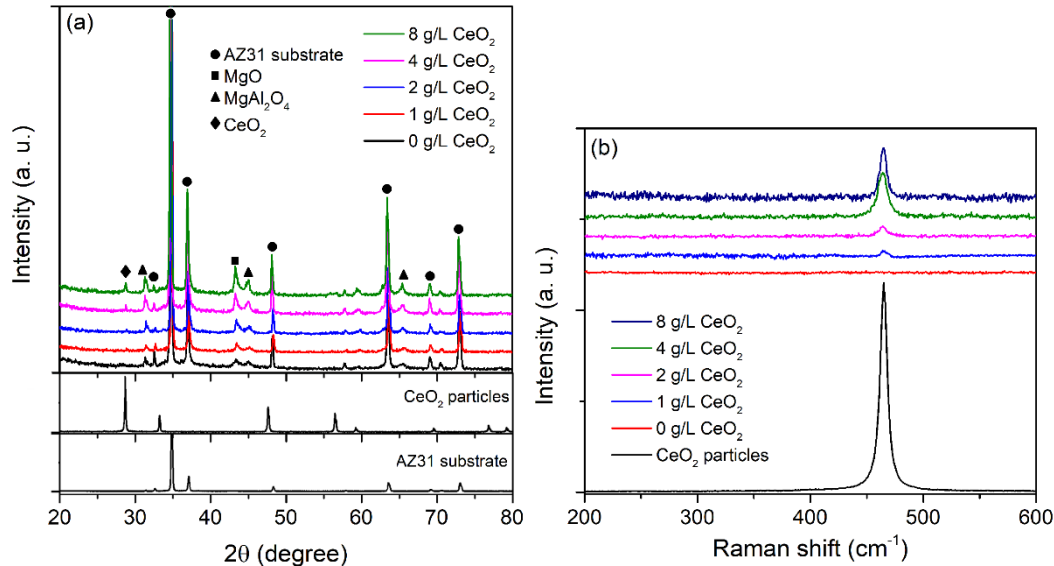 (a)
AZ31 substrate
MgO
MgAl₂O₄
CeO₂
8 g/L CeO₂
4 g/L CeO₂
2 g/L CeO₂
1 g/L CeO₂
0 g/L CeO₂
Intensity (a. u.)
CeO₂ particles
AZ31 substrate
20 30 40 50 60 70 80
2θ (degree)
(b)
Intensity (a. u.)
8 g/L CeO₂
4 g/L CeO₂
2 g/L CeO₂
1 g/L CeO₂
0 g/L CeO₂
CeO₂ particles
200 300 400 500 600
Raman shift (cm⁻¹)